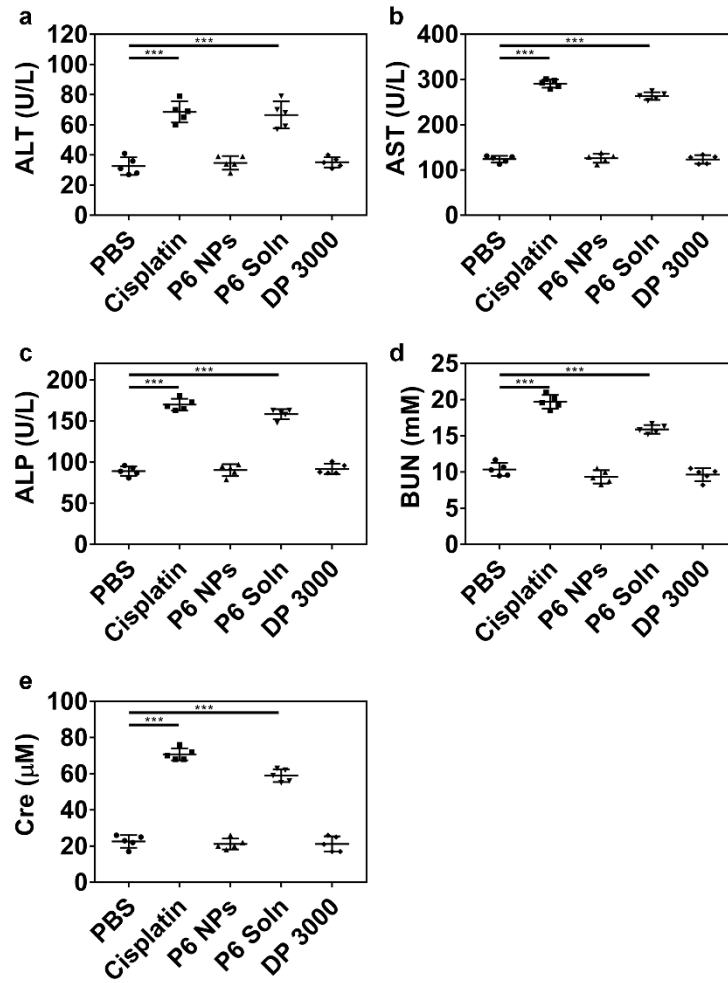 a
ALT (U/L)
120
100
80
60
40
20
0
***
***
PBS
Cisplatin
P6 NPs
P6 Soln
DP 3000
b
AST (U/L)
400
300
200
100
0
***
***
PBS
Cisplatin
P6 NPs
P6 Soln
DP 3000
c
ALP (U/L)
200
150
100
50
0
***
***
PBS
Cisplatin
P6 NPs
P6 Soln
DP 3000
d
BUN (mM)
25
20
15
10
5
0
***
***
PBS
Cisplatin
P6 NPs
P6 Soln
DP 3000
e
Cre (μM)
100
80
60
40
20
0
***
***
PBS
Cisplatin
P6 NPs
P6 Soln
DP 3000